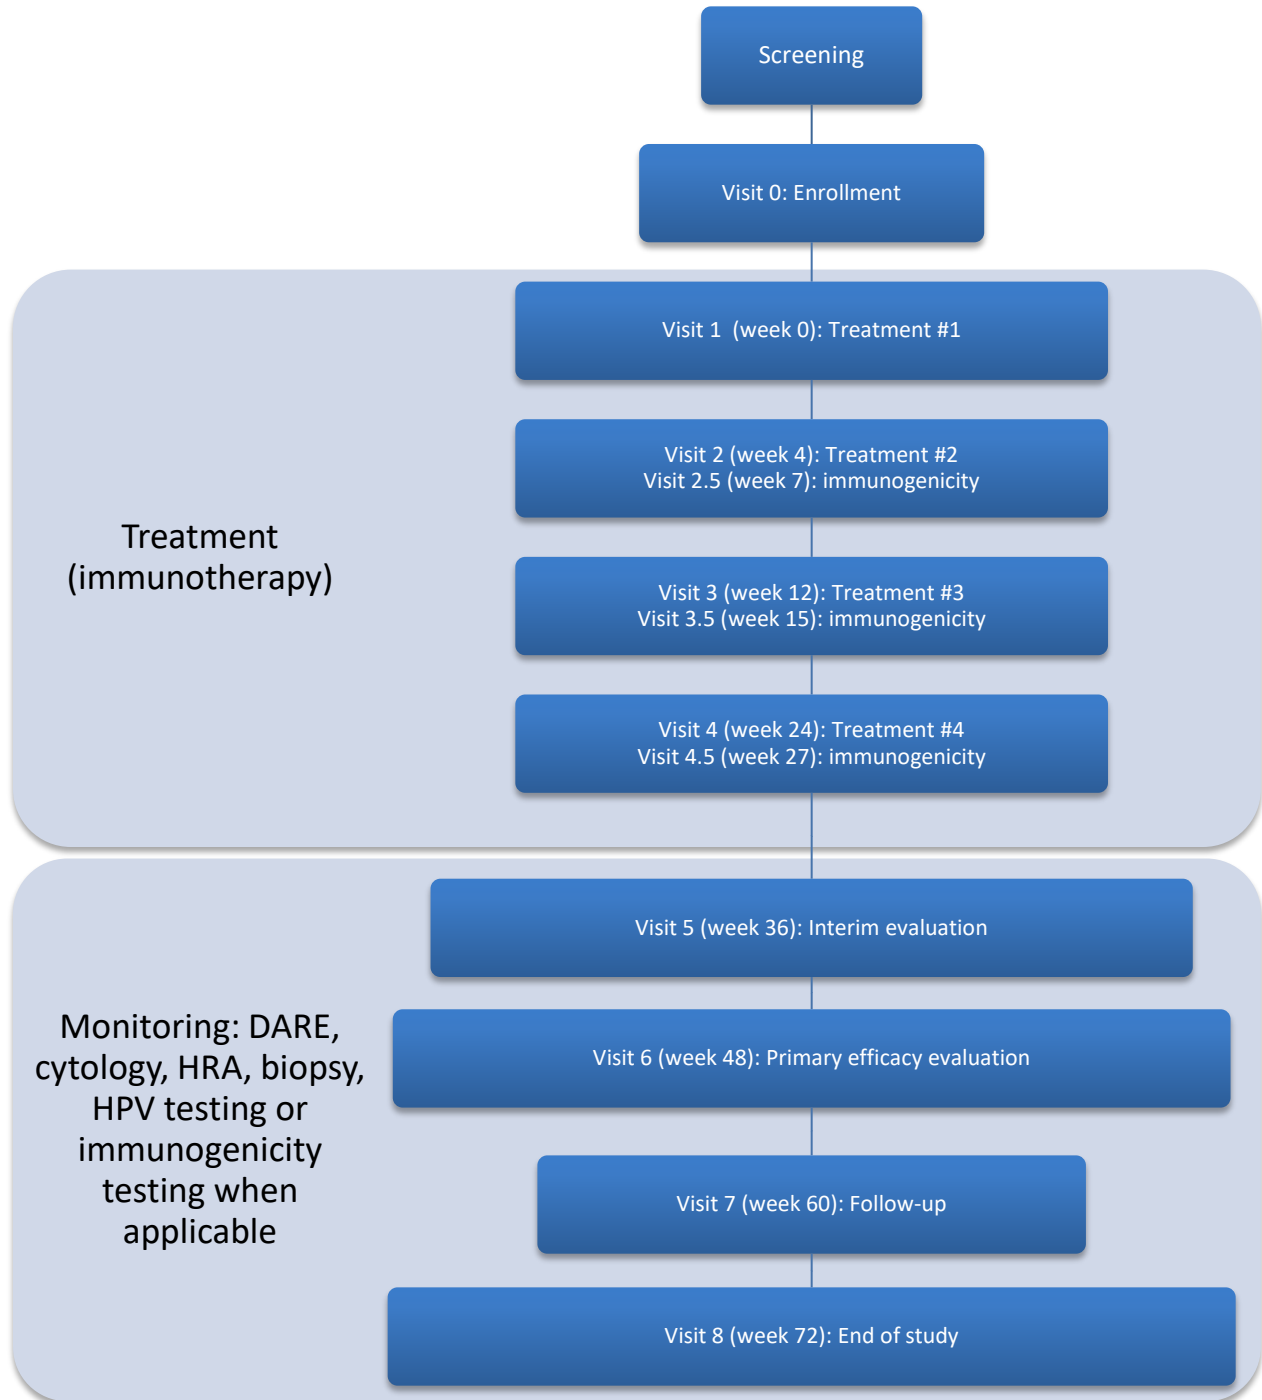 Screening
Visit 0: Enrollment
Treatment
(immunotherapy)
Visit 1  (week 0): Treatment #1
Visit 2 (week 4): Treatment #2
Visit 2.5 (week 7): immunogenicity
Visit 3 (week 12): Treatment #3
Visit 3.5 (week 15): immunogenicity
Visit 4 (week 24): Treatment #4
Visit 4.5 (week 27): immunogenicity
Monitoring: DARE,
cytology, HRA, biopsy,
HPV testing or
immunogenicity
testing when
applicable
Visit 5 (week 36): Interim evaluation
Visit 6 (week 48): Primary efficacy evaluation
Visit 7 (week 60): Follow-up
Visit 8 (week 72): End of study